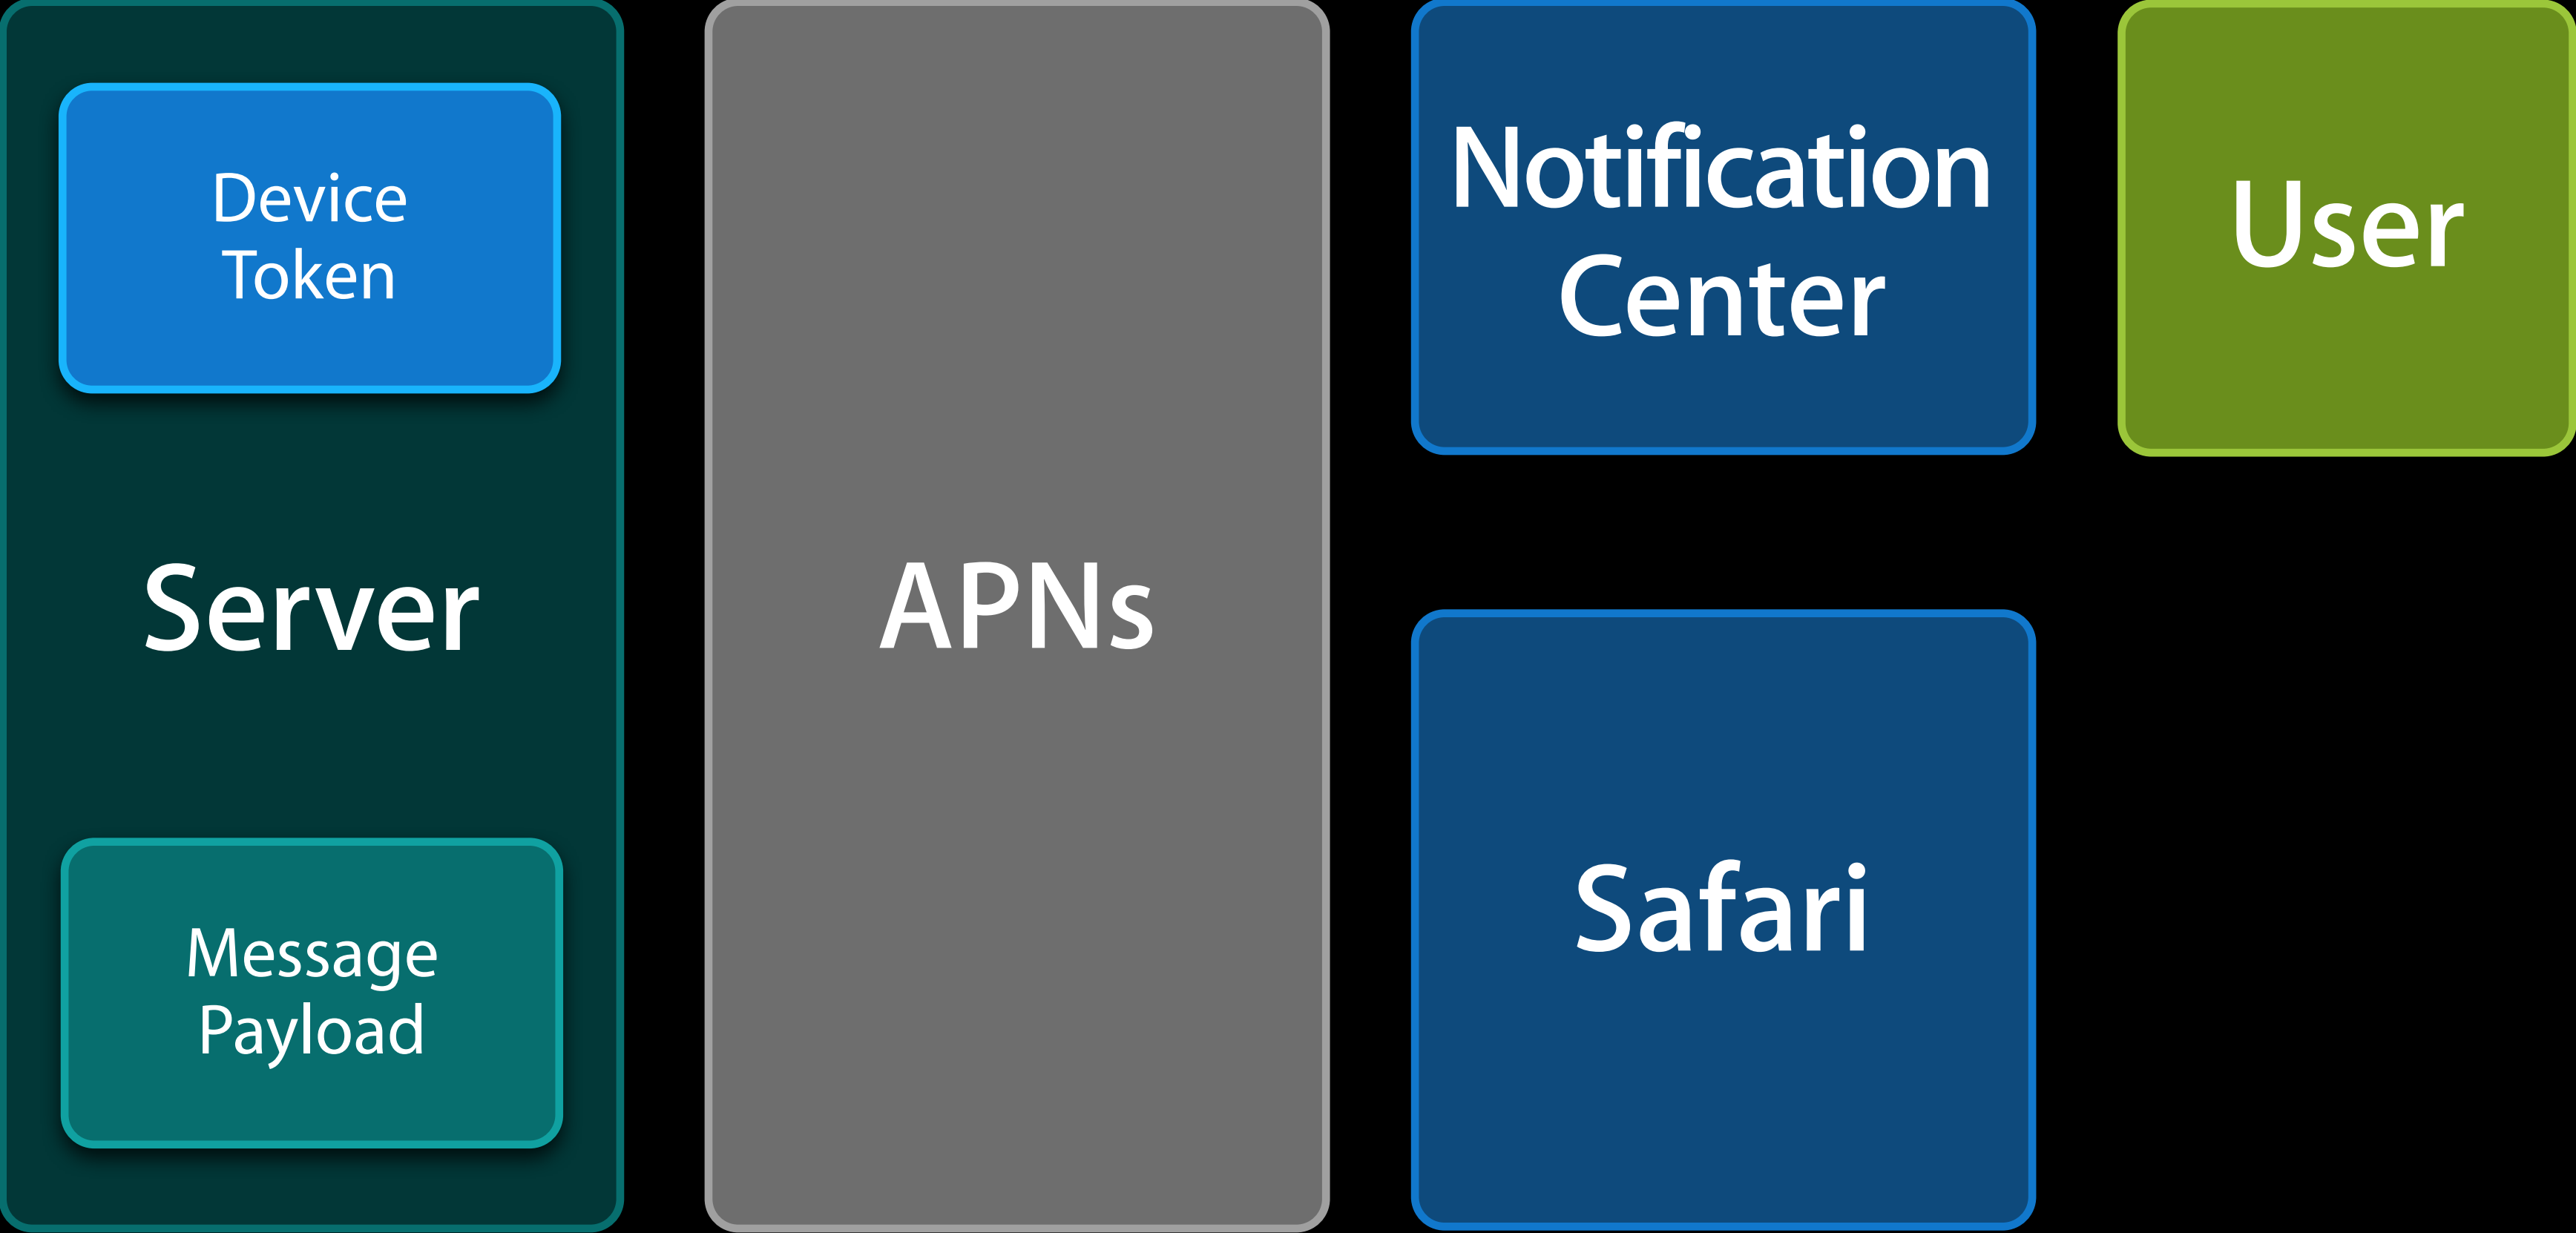 Device
Token
Server
Message
Payload
APNs
Notification
Center
Safari
User